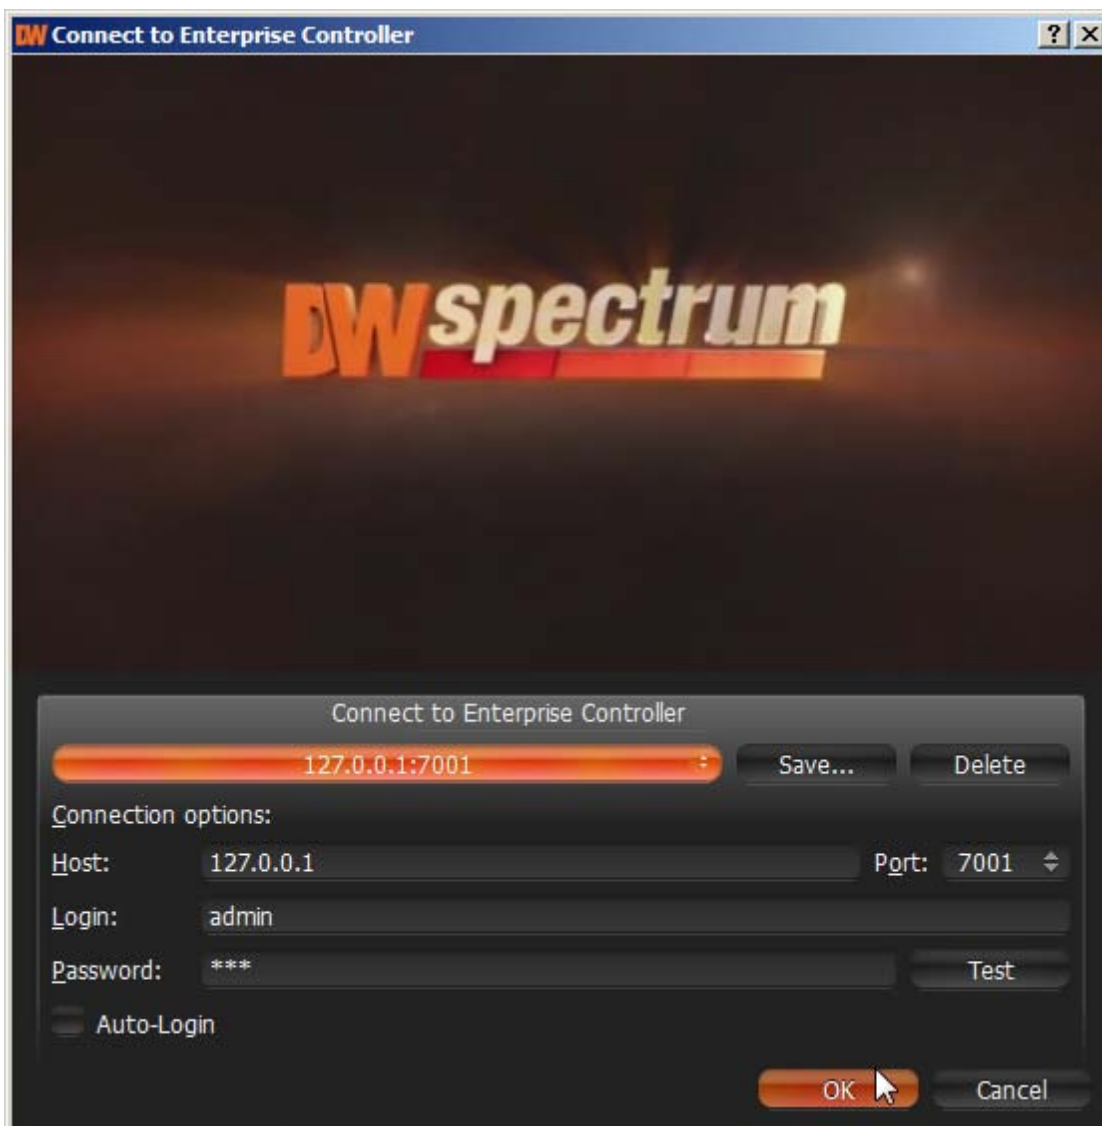 DW Connect to Enterprise Controller ? X
DW spectrum
Connect to Enterprise Controller
127.0.0.1:7001 Save... Delete
Connection options:
Host: 127.0.0.1 Port: 7001
Login: admin
Password: *** Test
Auto-Login
OK Cancel